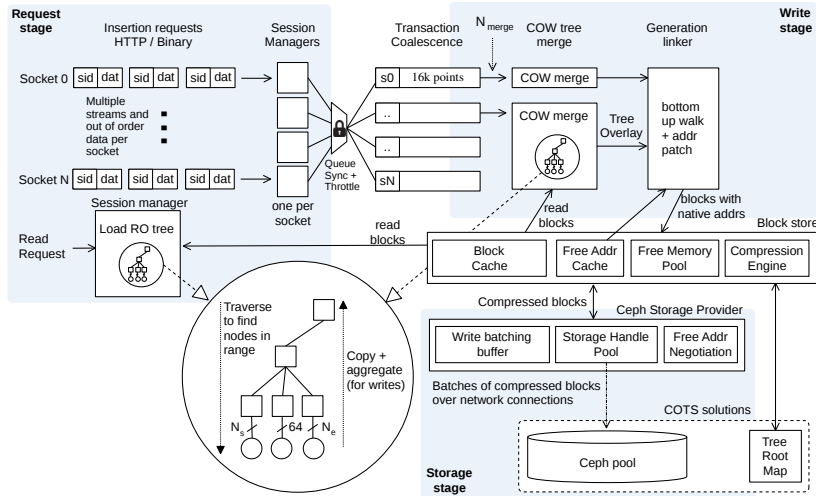 Request
stage
Insertion requests
HTTP / Binary
Session
Managers
Transaction
Coalescence
N merge
COW tree
merge
Generation
linker
Write
stage
Socket 0
sid dat
sid dat
sid dat
s0
16k points
COW merge
Multiple
streams and
out of order
data per
socket
..
COW merge
Tree
Overlay
bottom
up walk
+ addr
patch
..
Queue
Sync +
Throttle
Socket N
sid dat
sid dat
sid dat
sN
one per
socket
Session manager
Load RO tree
Read
Request
read
blocks
read
blocks
blocks with
native addrs
Block store
Block
Cache
Free Addr
Cache
Free Memory
Pool
Compression
Engine
Compressed blocks
Ceph Storage Provider
Traverse
to find
nodes in
range
Copy +
aggregate
(for writes)
Write batching
buffer
Storage Handle
Pool
Free Addr
Negotiation
Batches of compressed blocks
over network connections
COTS solutions
Ns
64
Ne
Ceph pool
Tree
Root
Map
Storage
stage